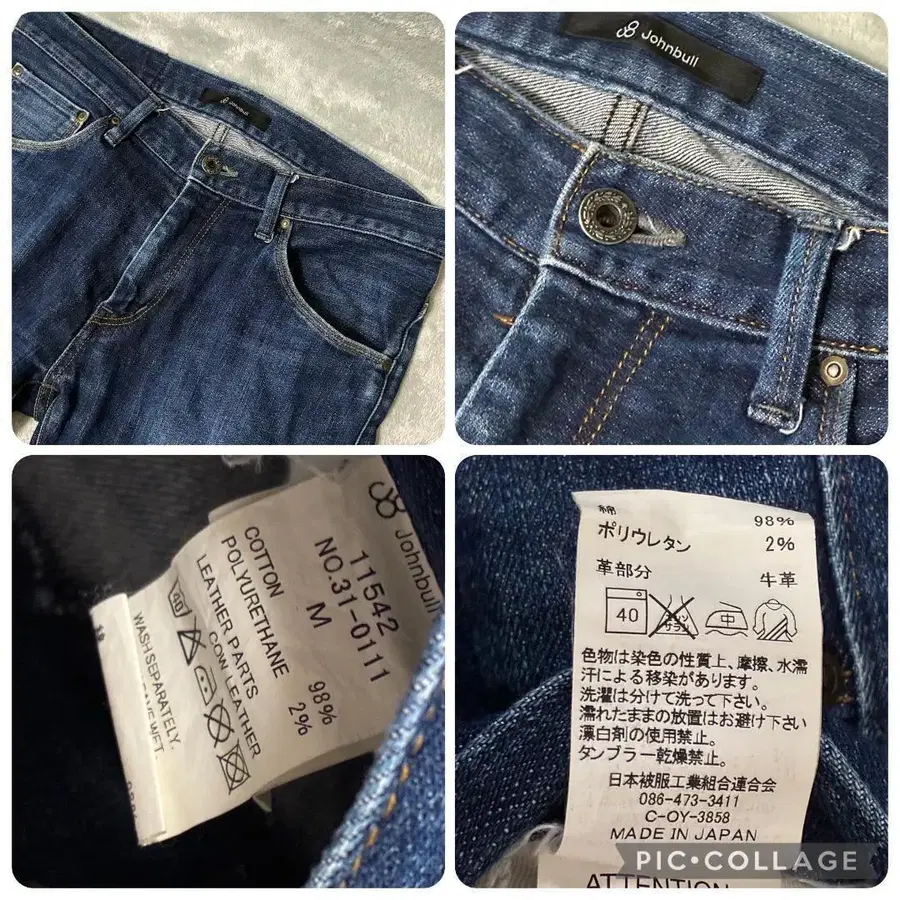 Johnbull
Johnbull
Johnbull
11542
NO.31-0111
M
COTTON 98%
POLYURETHANE 2%
LEATHER PARTS
COW LEATHER
40
WASH SEPARATELY.
綿 98%
ポリウレタン 2%
革部分 牛革
40
色物は染色の性質上、摩擦、水濡
汗による移染があります。
洗濯は分けて洗って下さい。
濡れたままの放置はお避け下さい
漂白剤の使用禁止。
タンブラー乾燥禁止。
日本被服工業組合連合会
086-473-3411
C-OY-3858
MADE IN JAPAN
ATTENTION
PIC•COLLAGE